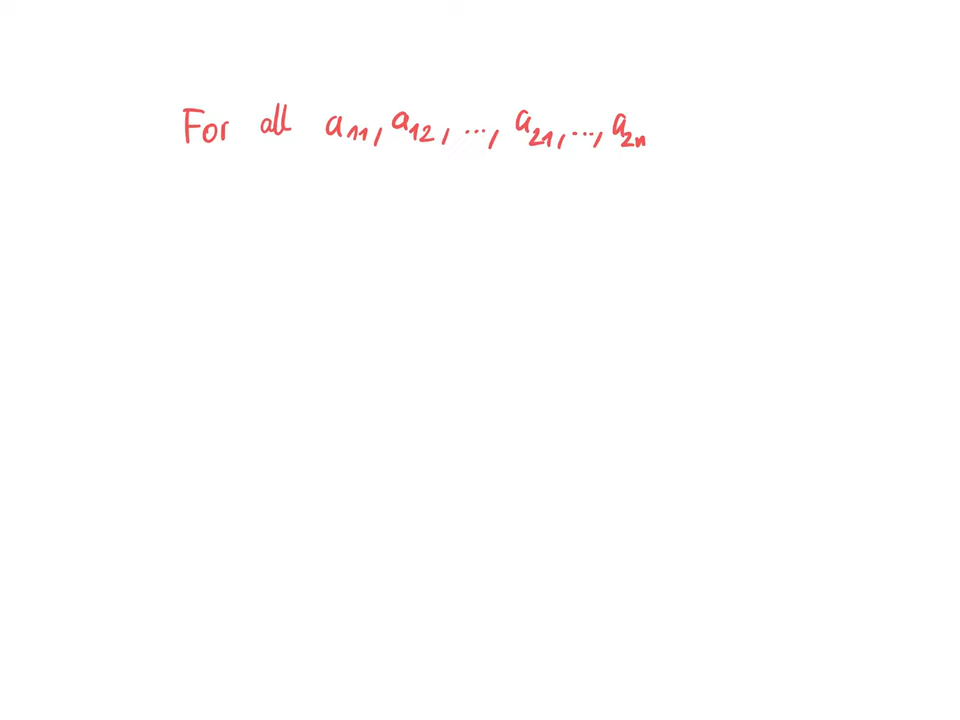 For all a₁₁, a₁₂, ..., a₂₁, ..., a₂ₙ